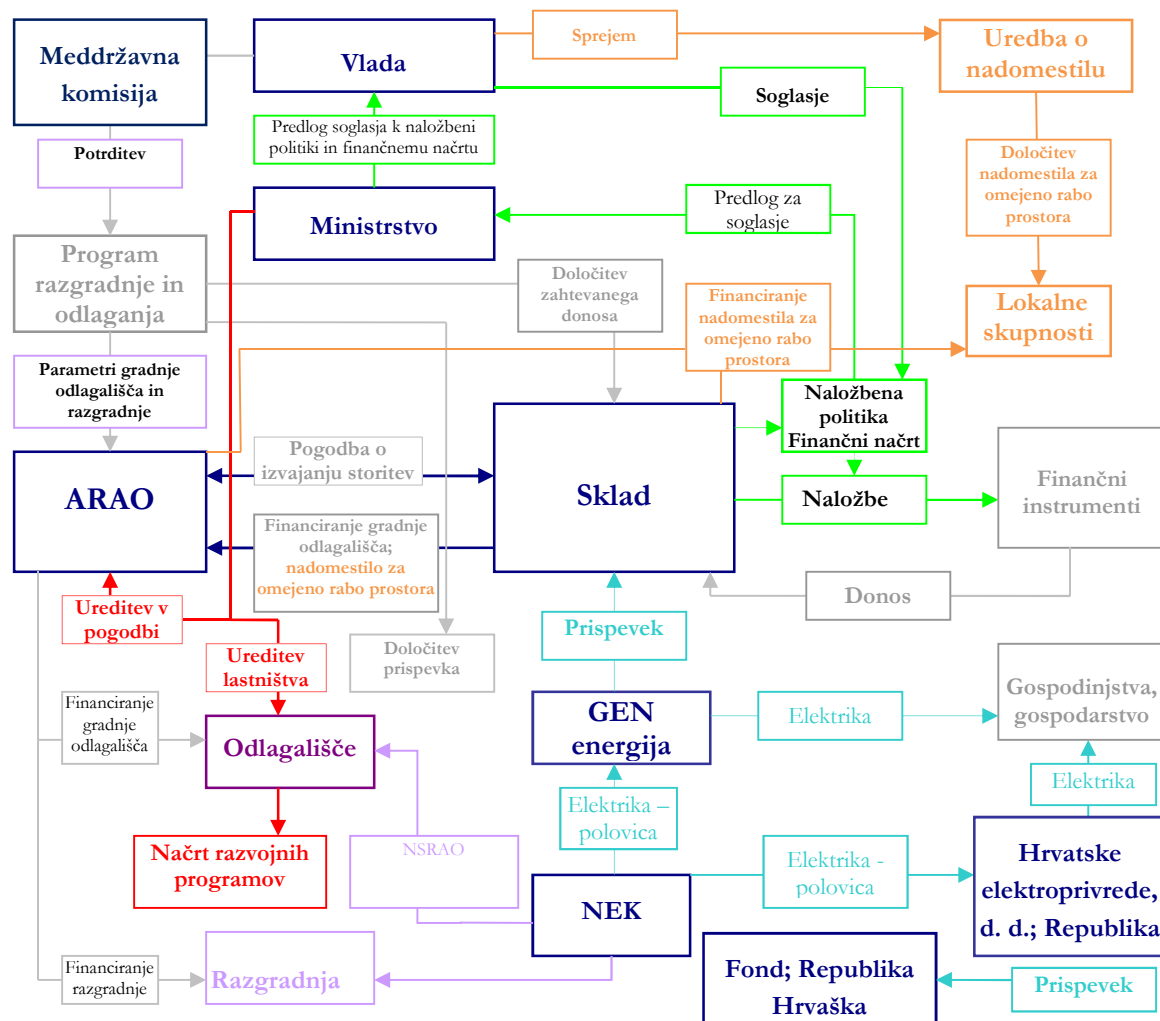 Meddržavna
komisija
Vlada
Sprejem
Uredba o
nadomestilu
Soglasje
Predlog soglasja k naložbeni
politiki in finančnemu načrtu
Potrditev
Določitev
nadomestila za
omejeno rabo
prostora
Ministrstvo
Predlog za
soglasje
Program
razgradnje in
odlaganja
Določitev
zahtevanega
donosa
Financiranje
nadomestila za
omejeno rabo
prostora
Lokalne
skupnosti
Parametri gradnje
odlagališča in
razgradnje
Naložbena
politika
Finančni načrt
ARAO
Pogodba o
izvajanju storitev
Sklad
Naložbe
Finančni
instrumenti
Financiranje gradnje
odlagališča;
nadomestilo za
omejeno rabo prostora
Donos
Ureditev v
pogodbi
Prispevek
Ureditev
lastništva
Določitev
prispevka
Financiranje
gradnje
odlagališča
Odlagališče
GEN
energija
Elektrika
Gospodinjstva,
gospodarstvo
Elektrika
Elektrika –
polovica
Načrt razvojnih
programov
NSRAO
NEK
Elektrika -
polovica
Hrvatske
elektroprivrede,
d. d.; Republika
Financiranje
razgradnje
Razgradnja
Fond; Republika
Hrvaška
Prispevek